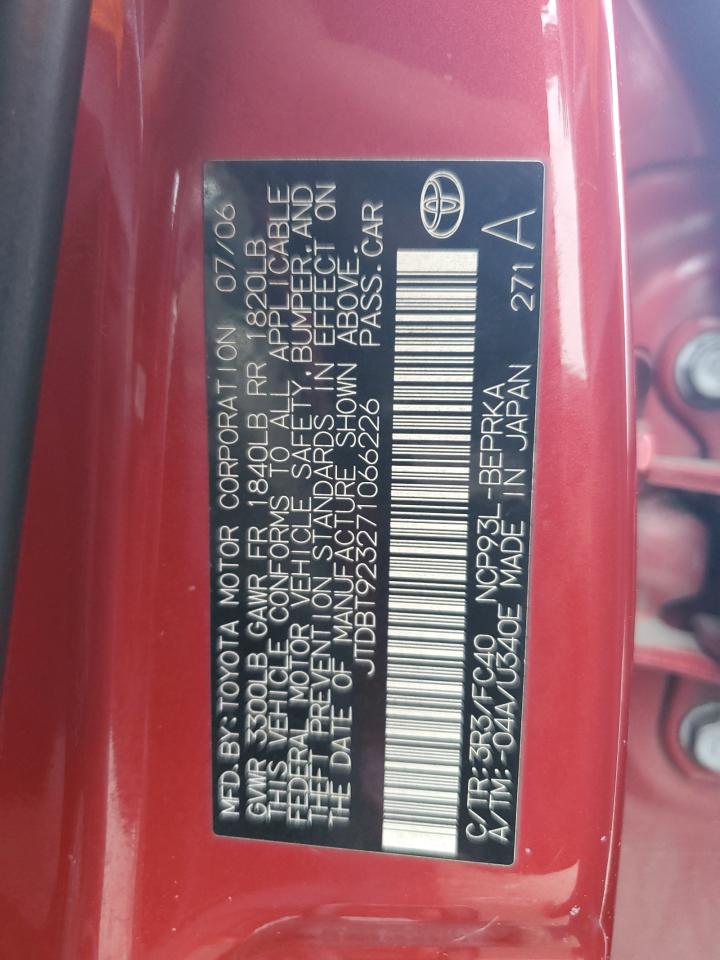 MFD.BY:TOYOTA MOTOR CORPORATION 07/06
GVWR 3300LB GAWR FR 1840LB RR 1820LB
THIS VEHICLE CONFORMS TO ALL APPLICABLE
FEDERAL MOTOR VEHICLE SAFETY,BUMPER,AND
THEFT PREVENTION STANDARDS IN EFFECT ON
THE DATE OF MANUFACTURE SHOWN ABOVE.
JTDBT923271066226 PASS.CAR
C/TR:3R3/FC40 NCP93L-BEPRKA
A/TM:-04A/U340E MADE IN JAPAN 271 A